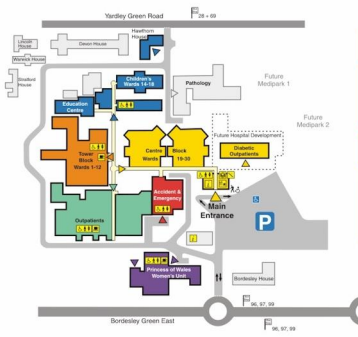 Yardley Green Road
28 + 69
Hawthorn
House
Lincoln
House
Devon House
Warwick House
Stratford
House
Children's
Wards 14-18
Pathology
Future
Medipark 1
Education
Centre
Future
Medipark 2
Future Hospital Development
Tower
Block
Wards 1-12
Centre
Wards
Block
19-30
Diabetic
Outpatients
Accident &
Emergency
Main
Entrance
Outpatients
P
Princess of Wales
Women's Unit
Bordesley House
96, 97, 99
Bordesley Green East
96, 97, 99